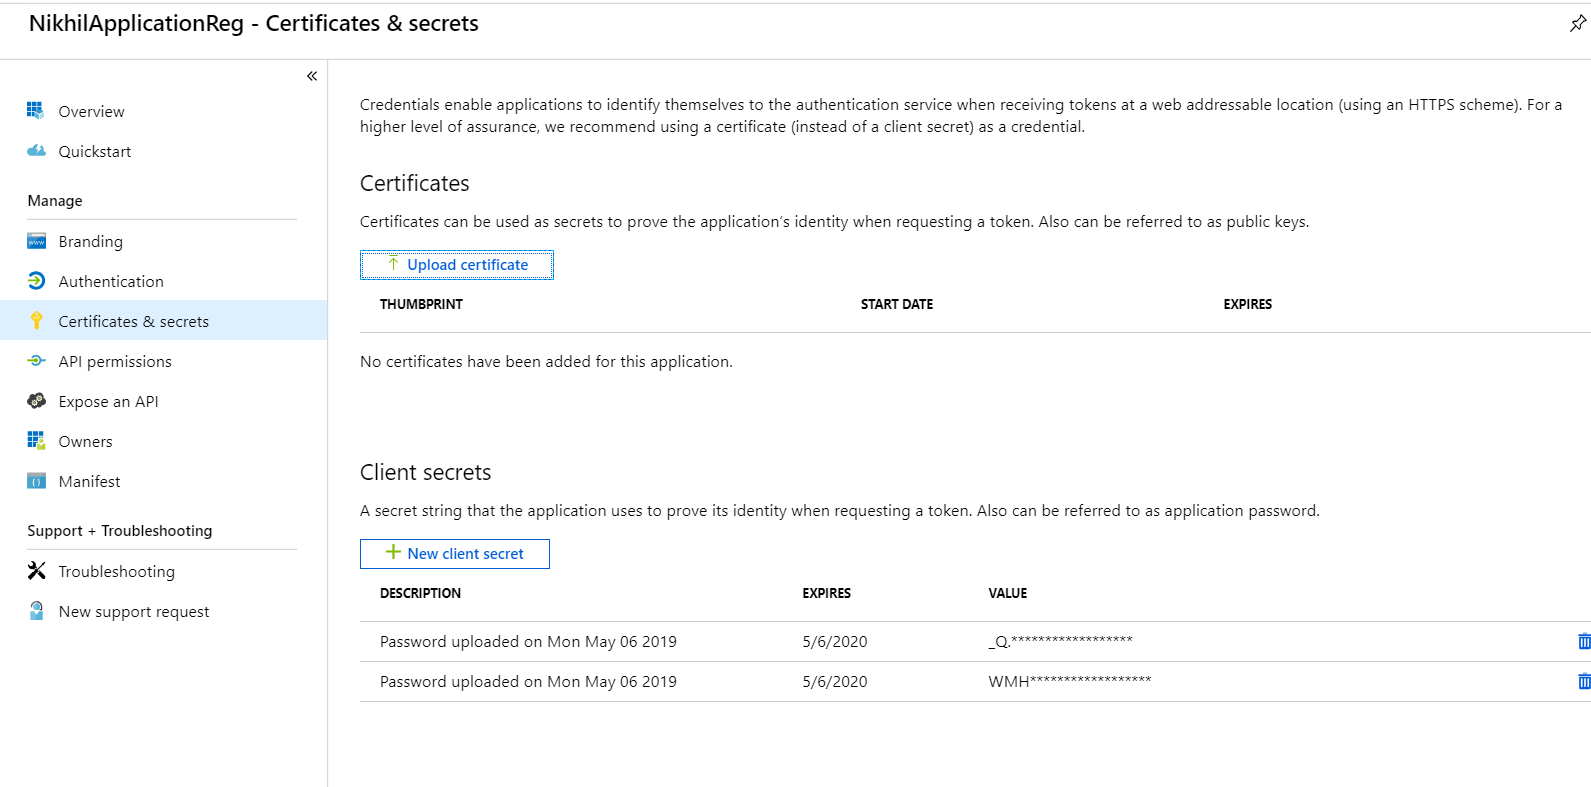 NikhilApplicationReg - Certificates & secrets
«
Overview
Quickstart
Manage
Branding
Authentication
Certificates & secrets
API permissions
Expose an API
Owners
Manifest
Support + Troubleshooting
Troubleshooting
New support request
Credentials enable applications to identify themselves to the authentication service when receiving tokens at a web addressable location (using an HTTPS scheme). For a
higher level of assurance, we recommend using a certificate (instead of a client secret) as a credential.
Certificates
Certificates can be used as secrets to prove the application's identity when requesting a token. Also can be referred to as public keys.
Upload certificate
THUMBPRINT START DATE EXPIRES
No certificates have been added for this application.
Client secrets
A secret string that the application uses to prove its identity when requesting a token. Also can be referred to as application password.
New client secret
DESCRIPTION EXPIRES VALUE
Password uploaded on Mon May 06 2019 5/6/2020 _Q.******************
Password uploaded on Mon May 06 2019 5/6/2020 WMH******************